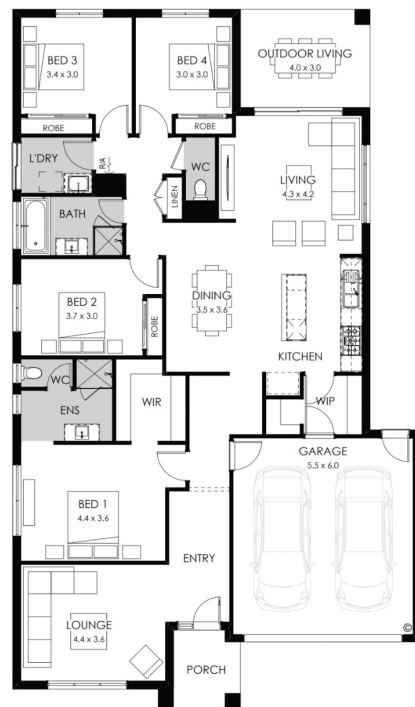 BED 3
3.4 x 3.0
BED 4
3.0 x 3.0
OUTDOOR LIVING
4.0 x 3.0
ROBE
ROBE
L'DRY
R/A
WC
LINEN
LIVING
4.3 x 4.2
BATH
BED 2
3.7 x 3.0
ROBE
DINING
3.5 x 3.6
KITCHEN
WC
ENS
WIR
WIP
GARAGE
5.5 x 6.0
BED 1
4.4 x 3.6
ENTRY
LOUNGE
4.4 x 3.6
PORCH
©